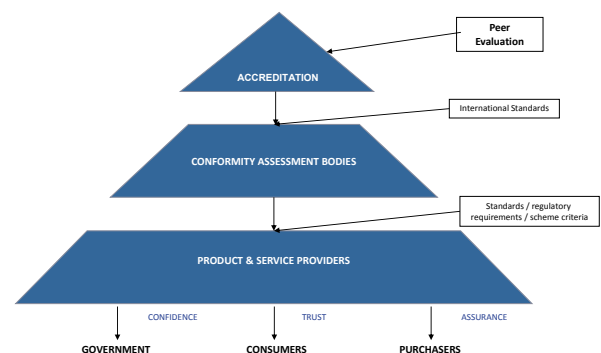 Peer
Evaluation
ACCREDITATION
International Standards
CONFORMITY ASSESSMENT BODIES
Standards / regulatory
requirements / scheme criteria
PRODUCT & SERVICE PROVIDERS
CONFIDENCE TRUST ASSURANCE
GOVERNMENT CONSUMERS PURCHASERS